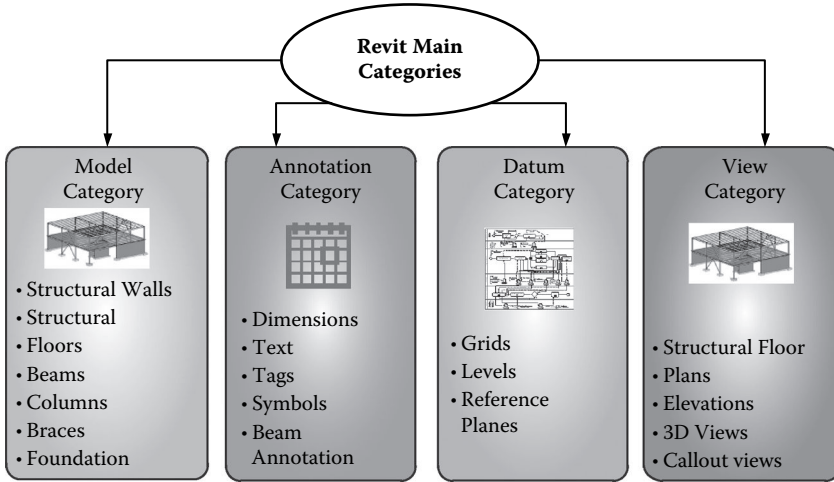 Revit Main
Categories
Model
Category
• Structural Walls
• Structural
• Floors
• Beams
• Columns
• Braces
• Foundation
Annotation
Category
• Dimensions
• Text
• Tags
• Symbols
• Beam
Annotation
Datum
Category
• Grids
• Levels
• Reference
Planes
View
Category
• Structural Floor
• Plans
• Elevations
• 3D Views
• Callout views